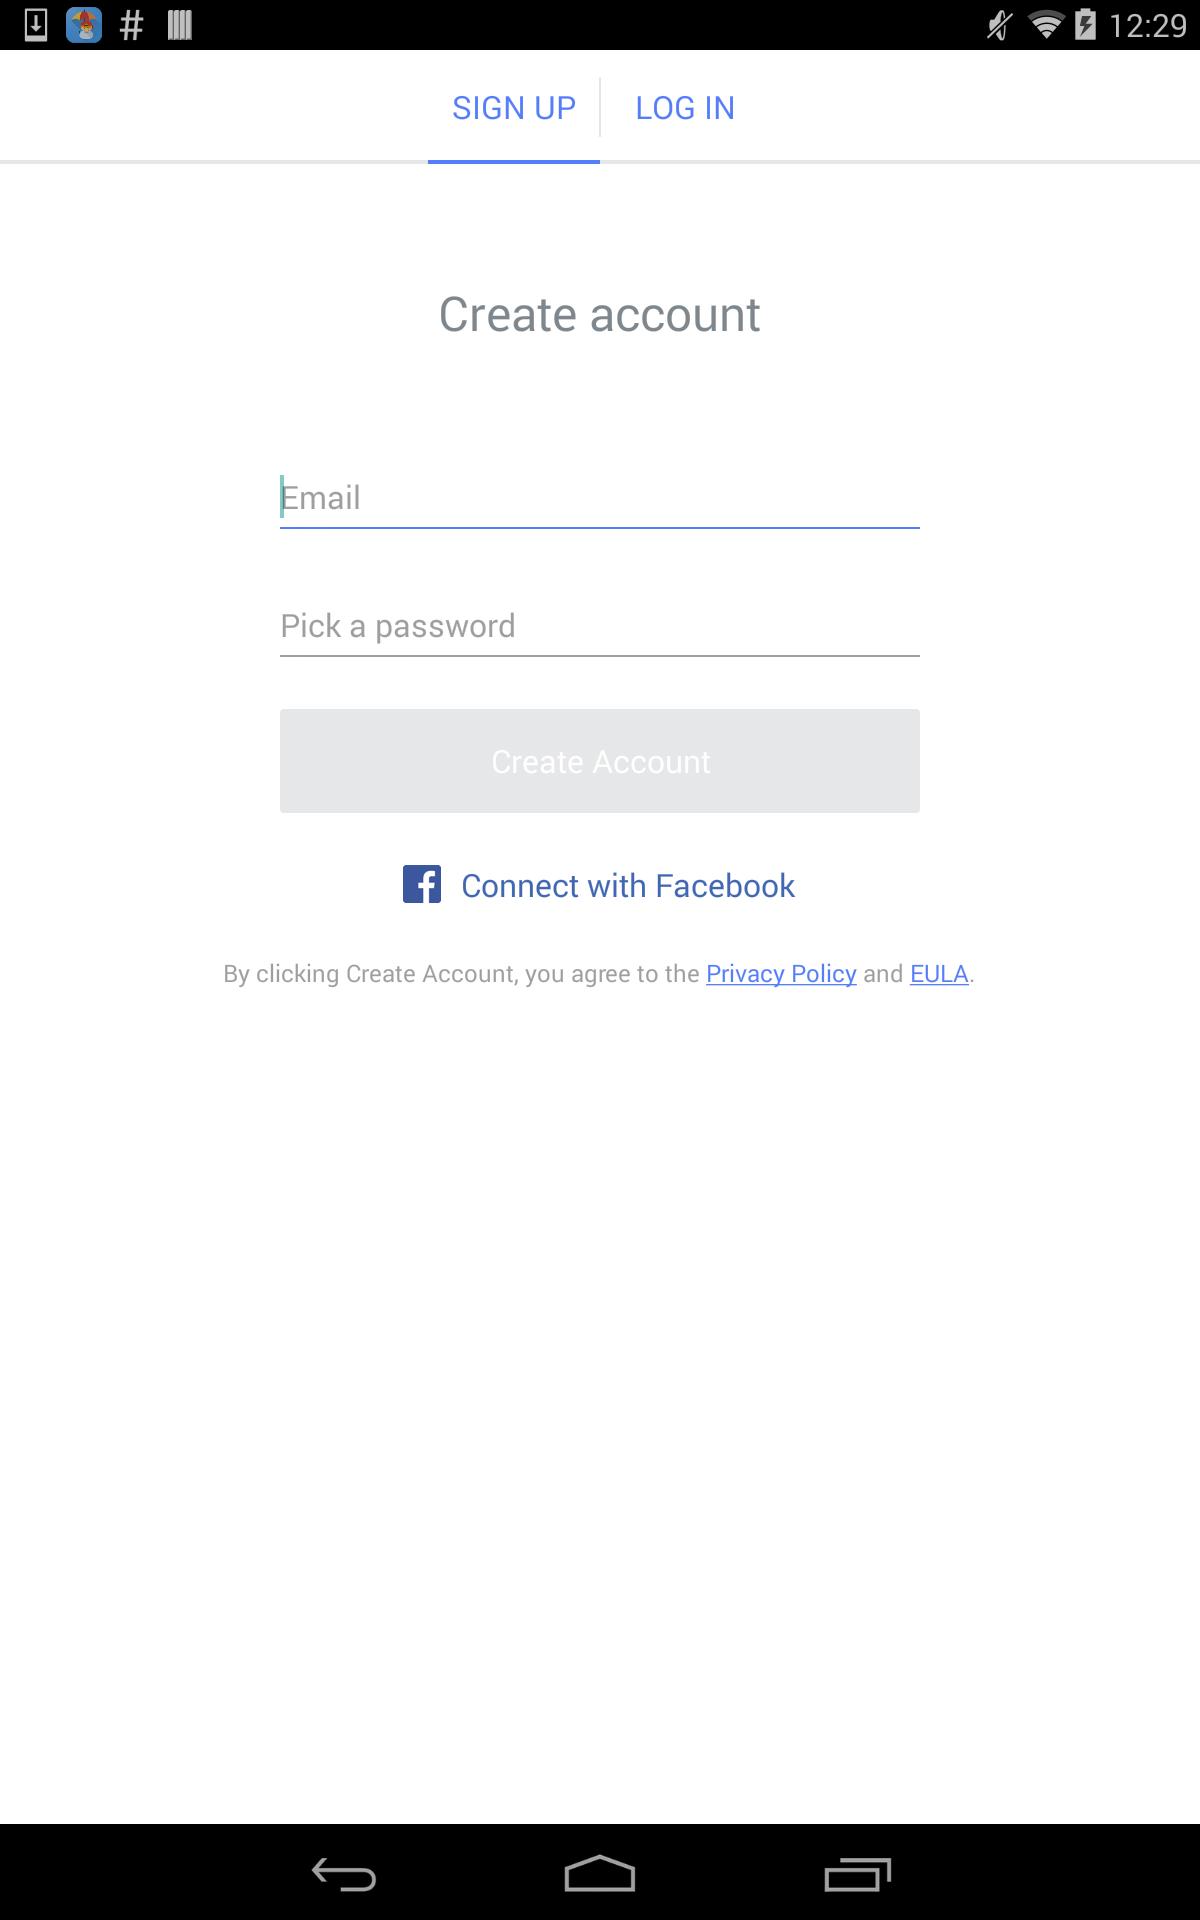 12:29
SIGN UP
LOG IN
Create account
Email
Pick a password
Create Account
Connect with Facebook
By clicking Create Account, you agree to the Privacy Policy and EULA.